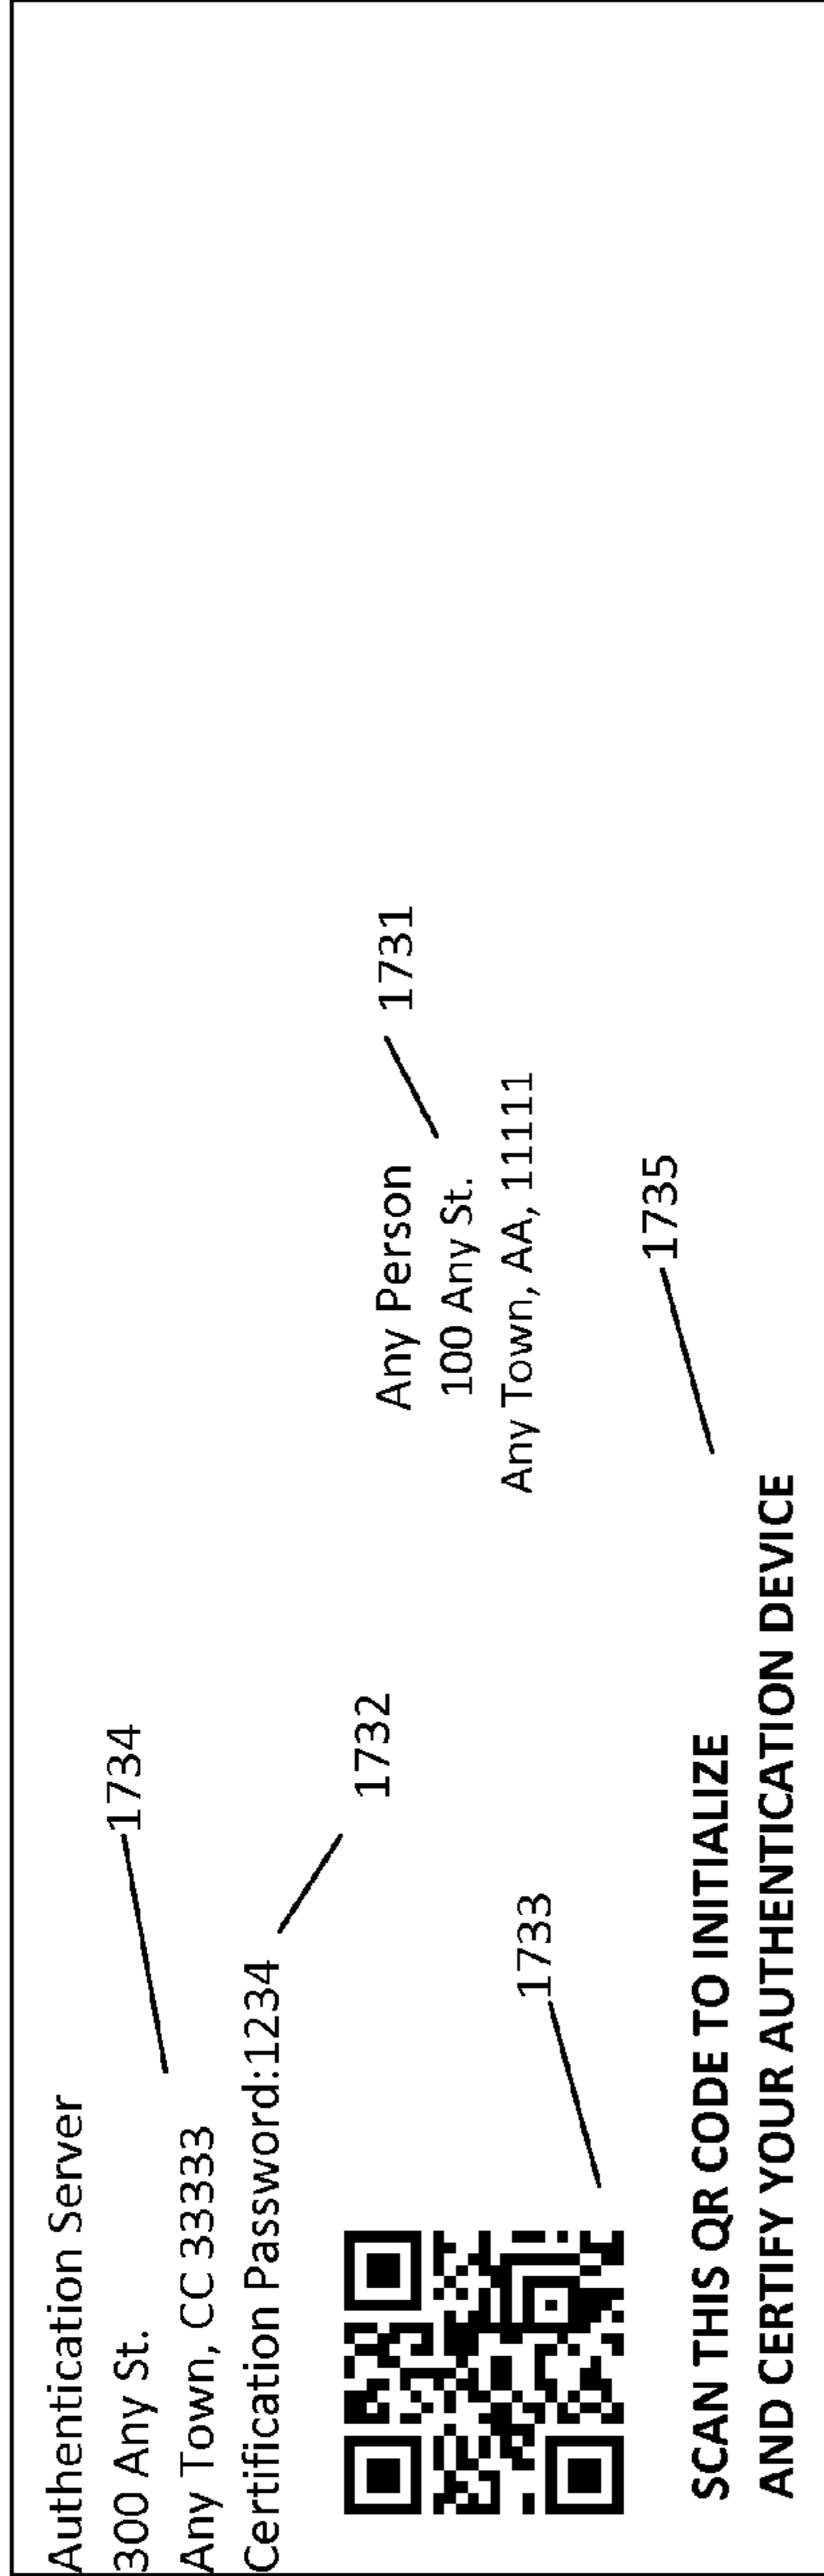 Authentication Server
300 Any St.
1734
Any Town, CC 33333
Certification Password:1234
1732
Any Person
1731
100 Any St.
Any Town, AA, 11111
1733
1735
SCAN THIS QR CODE TO INITIALIZE
AND CERTIFY YOUR AUTHENTICATION DEVICE